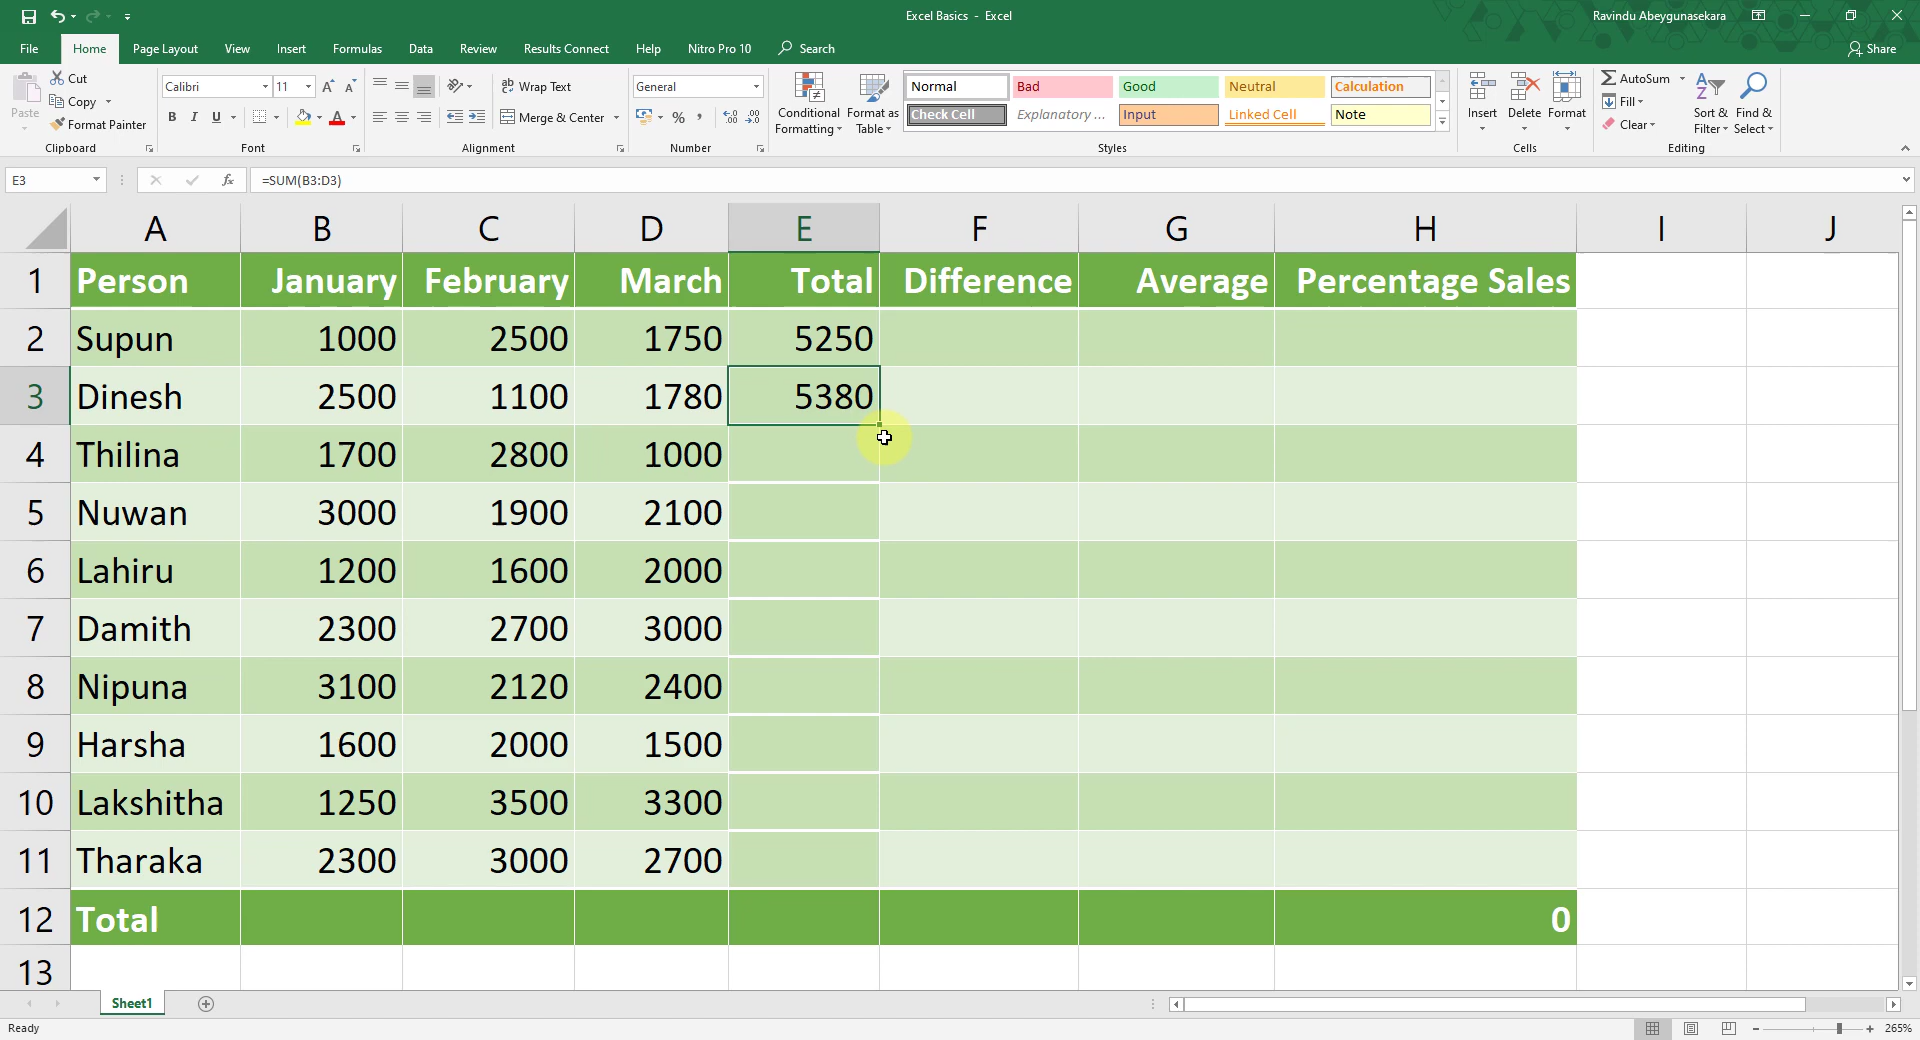 Excel Basics - Excel
Ravindu Abeygunasekara
File Home Page Layout View Insert Formulas Data Review Results Connect Help Nitro Pro 10 Search Share
Paste Cut Copy Format Painter
Clipboard
Calibri 11 A A
B I U A
Font
Wrap Text
Merge & Center
Alignment
General
% , .00 .0
Number
Conditional Formatting
Format as Table
Normal Bad Good Neutral Calculation
Check Cell Explanatory ... Input Linked Cell Note
Styles
Insert Delete Format
Cells
AutoSum
Fill
Clear
Sort & Filter
Find & Select
Editing
E3 fx =SUM(B3:D3)
A B C D E F G H I J
1 Person January February March Total Difference Average Percentage Sales
2 Supun 1000 2500 1750 5250
3 Dinesh 2500 1100 1780 5380
4 Thilina 1700 2800 1000
5 Nuwan 3000 1900 2100
6 Lahiru 1200 1600 2000
7 Damith 2300 2700 3000
8 Nipuna 3100 2120 2400
9 Harsha 1600 2000 1500
10 Lakshitha 1250 3500 3300
11 Tharaka 2300 3000 2700
12 Total 0
13
Sheet1
Ready 265%